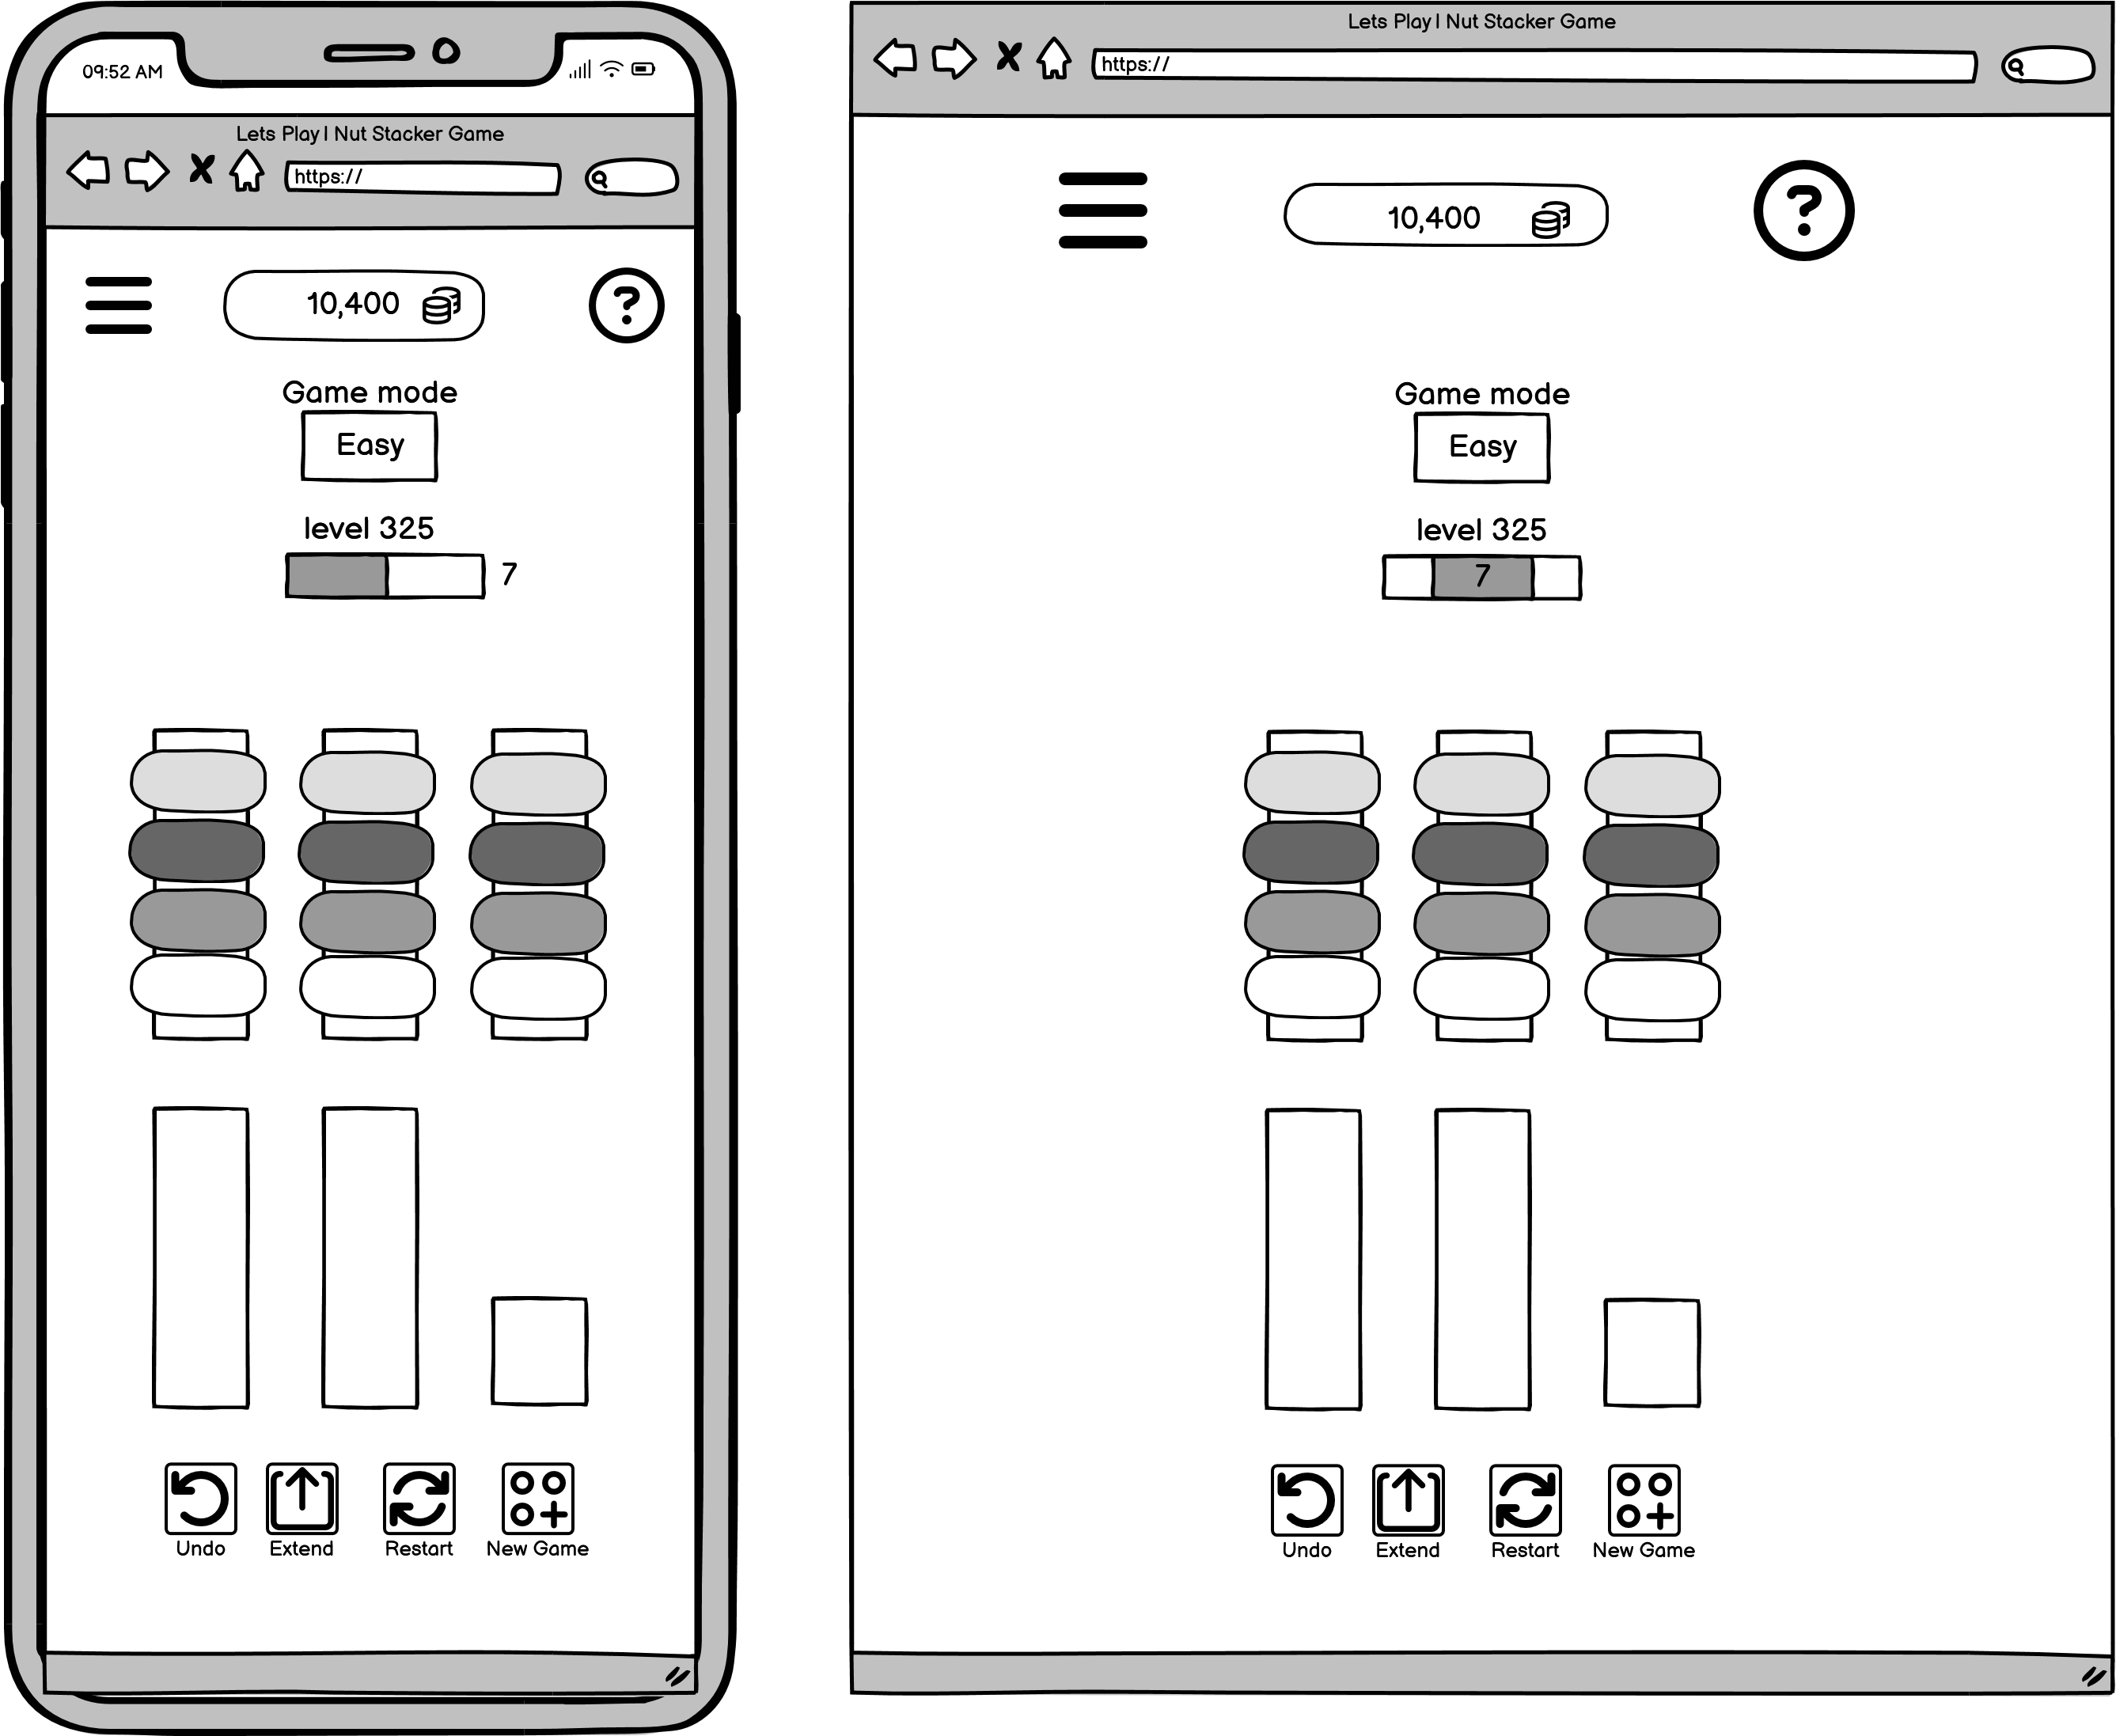 09:52 AM
Lets Play | Nut Stacker Game
https://
10,400
?
Game mode
Easy
level 325
7
Undo Extend Restart New Game
Lets Play | Nut Stacker Game
https://
10,400
?
Game mode
Easy
level 325
7
Undo Extend Restart New Game